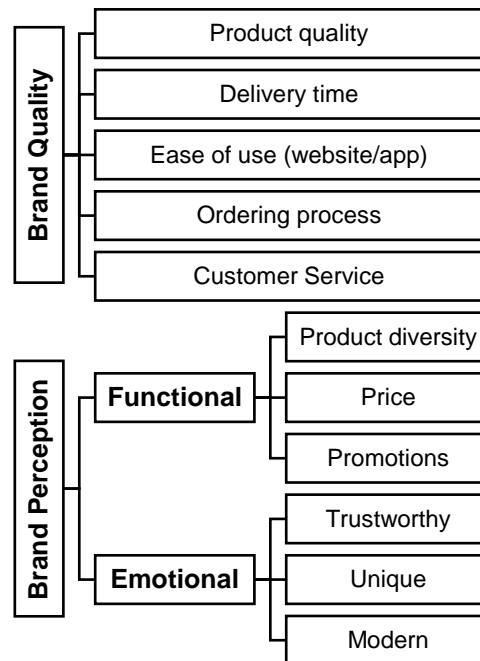 Brand Quality
Product quality
Delivery time
Ease of use (website/app)
Ordering process
Customer Service
Brand Perception
Functional
Product diversity
Price
Promotions
Emotional
Trustworthy
Unique
Modern